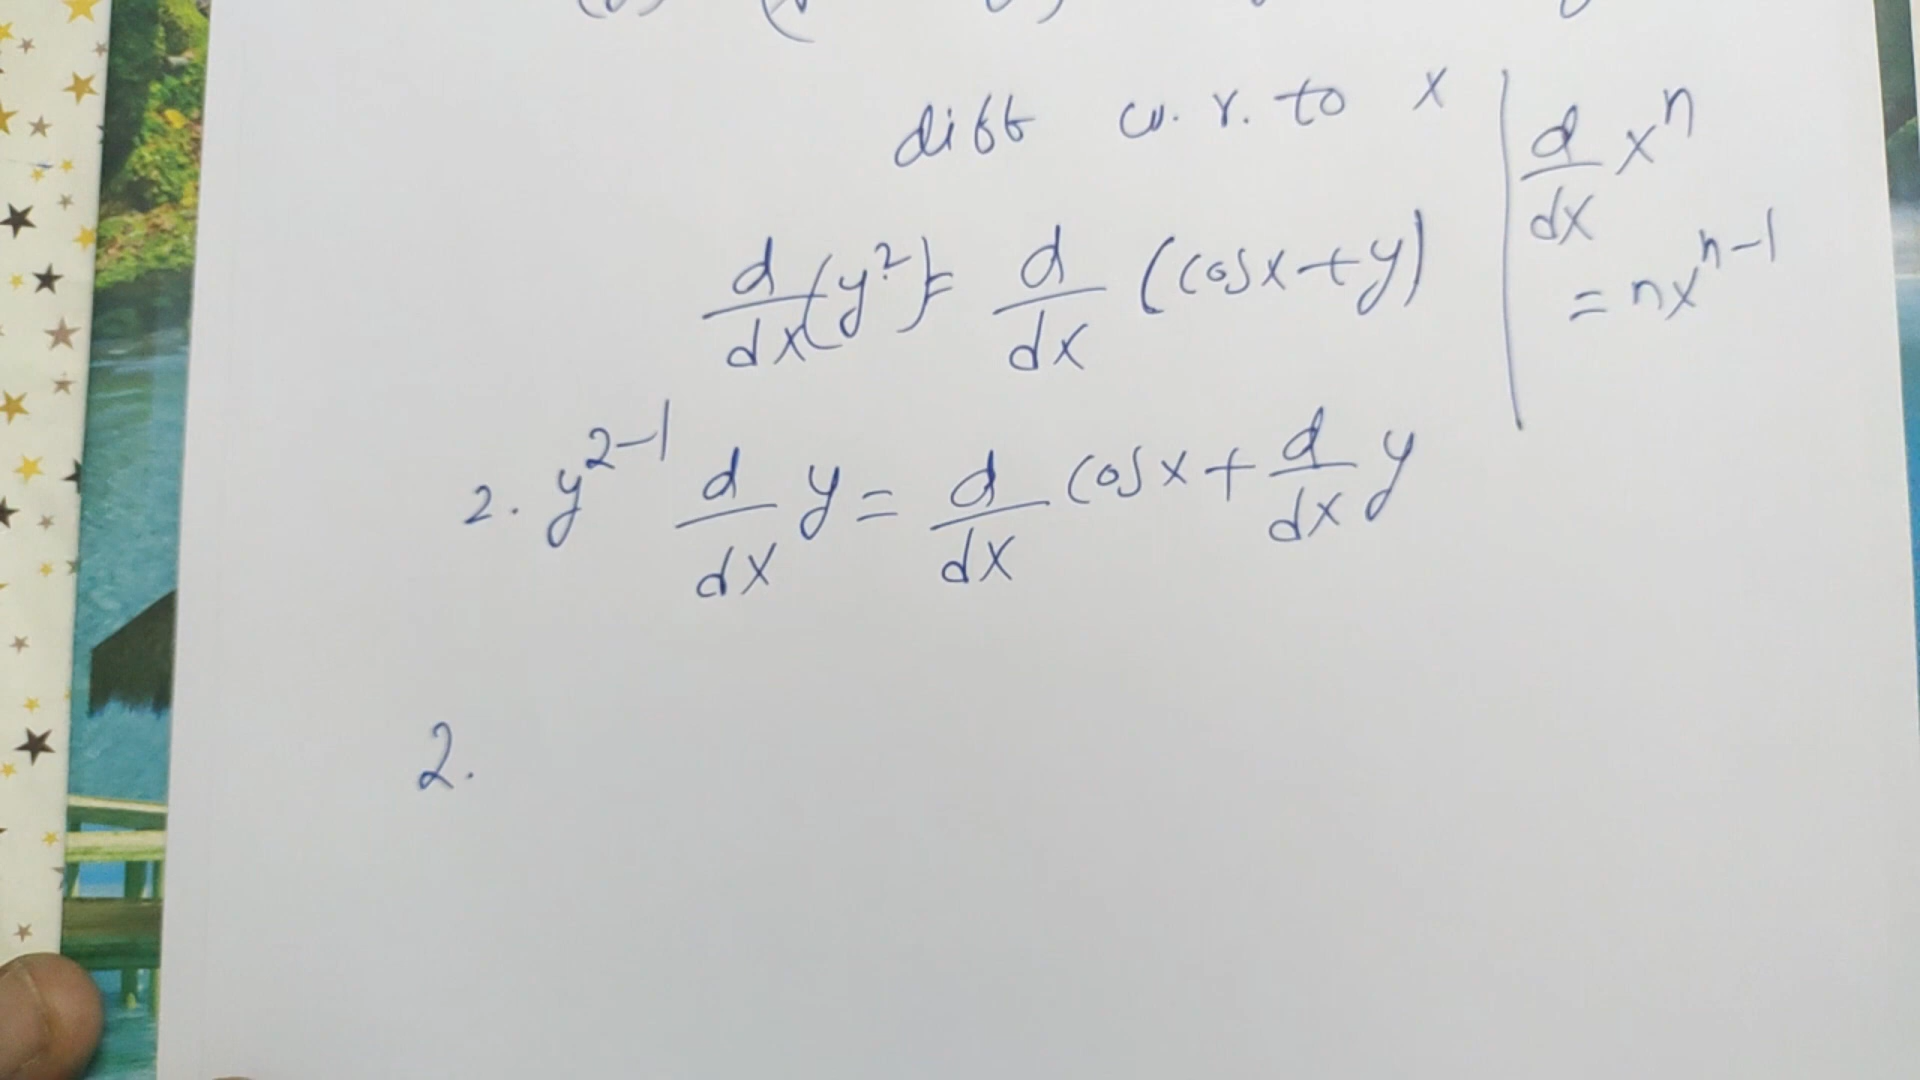 diff w.r. to x
d/dx (y²) = d/dx (cosx+y)
d/dx xⁿ
= nxⁿ⁻¹
2. y²⁻¹ d/dx y = d/dx cosx + d/dx y
2.